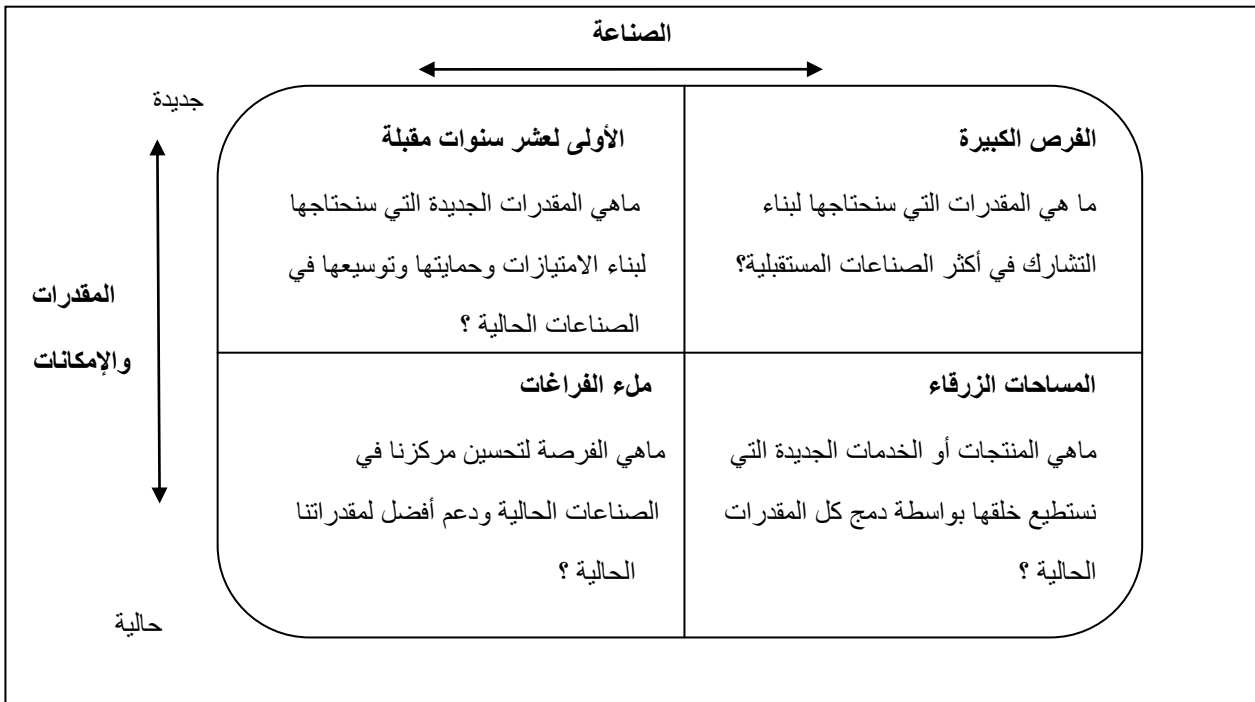 الصناعة
جديدة
الفرص الكبيرة
ما هي المقدرات التي سنحتاجها لبناء
التشارك في أكثر الصناعات المستقبلية؟
الأولى لعشر سنوات مقبلة
ماهي المقدرات الجديدة التي سنحتاجها
لبناء الامتيازات وحمايتها وتوسيعها في
الصناعات الحالية ؟
المقدرات
والإمكانات
المساحات الزرقاء
ماهي المنتجات أو الخدمات الجديدة التي
نستطيع خلقها بواسطة دمج كل المقدرات
الحالية ؟
ملء الفراغات
ماهي الفرصة لتحسين مركزنا في
الصناعات الحالية ودعم أفضل لمقدراتنا
الحالية ؟
حالية